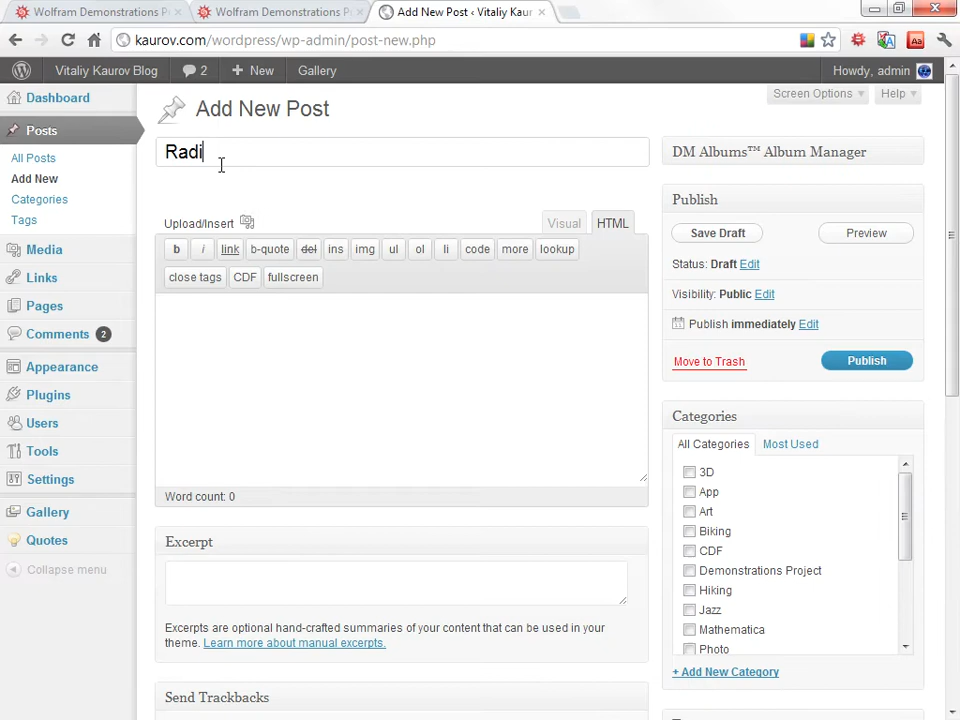 Wolfram Demonstrations P
Wolfram Demonstrations P
Add New Post ‹ Vitaliy Kaur
kaurov.com/wordpress/wp-admin/post-new.php
Vitaliy Kaurov Blog
2
+ New
Gallery
Howdy, admin
Dashboard
Posts
All Posts
Add New
Categories
Tags
Media
Links
Pages
Comments 2
Appearance
Plugins
Users
Tools
Settings
Gallery
Quotes
Collapse menu
Add New Post
Screen Options
Help
Radi
Upload/Insert
Visual
HTML
b
i
link
b-quote
del
ins
img
ul
ol
li
code
more
lookup
close tags
CDF
fullscreen
Word count: 0
Excerpt
Excerpts are optional hand-crafted summaries of your content that can be used in your
theme. Learn more about manual excerpts.
Send Trackbacks
DM Albums™ Album Manager
Publish
Save Draft
Preview
Status: Draft Edit
Visibility: Public Edit
Publish immediately Edit
Move to Trash
Publish
Categories
All Categories
Most Used
3D
App
Art
Biking
CDF
Demonstrations Project
Hiking
Jazz
Mathematica
Photo
+ Add New Category